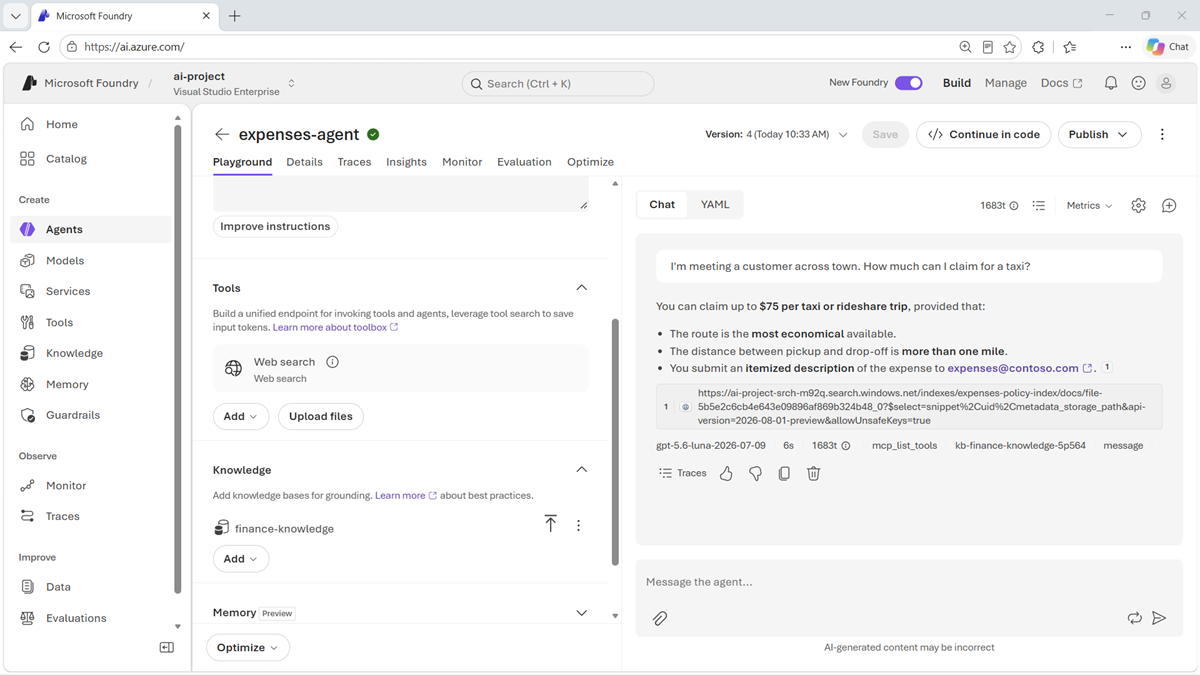 Microsoft Foundry
https://ai.azure.com/
Chat
Microsoft Foundry / ai-project
Visual Studio Enterprise
Search (Ctrl + K)
New Foundry
Build
Manage
Docs
Home
Catalog
Create
Agents
Models
Services
Tools
Knowledge
Memory
Guardrails
Observe
Monitor
Traces
Improve
Data
Evaluations
expenses-agent
Version: 4 (Today 10:33 AM)
Save
Continue in code
Publish
Playground
Details
Traces
Insights
Monitor
Evaluation
Optimize
Improve instructions
Tools
Build a unified endpoint for invoking tools and agents, leverage tool search to save
input tokens. Learn more about toolbox
Web search
Web search
Add
Upload files
Knowledge
Add knowledge bases for grounding. Learn more about best practices.
finance-knowledge
Add
Memory Preview
Optimize
Chat
YAML
1683t
Metrics
I'm meeting a customer across town. How much can I claim for a taxi?
You can claim up to $75 per taxi or rideshare trip, provided that:
• The route is the most economical available.
• The distance between pickup and drop-off is more than one mile.
• You submit an itemized description of the expense to expenses@contoso.com. 1
1
https://ai-project-srch-m92q.search.windows.net/indexes/expenses-policy-index/docs/file-
5b5e2c6cb4e643e09896af869b324b48_0?$select=snippet%2Cuid%2Cmetadata_storage_path&api-
version=2026-08-01-preview&allowUnsafeKeys=true
gpt-5.6-luna-2026-07-09
6s
1683t
mcp_list_tools
kb-finance-knowledge-5p564
message
Traces
Message the agent...
AI-generated content may be incorrect